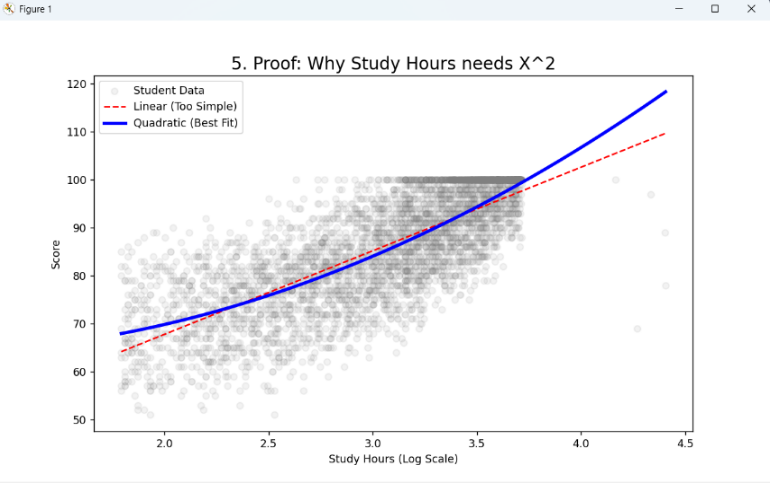 Figure 1
5. Proof: Why Study Hours needs X^2
Student Data
Linear (Too Simple)
Quadratic (Best Fit)
120
110
100
90
80
70
60
50
Score
2.0 2.5 3.0 3.5 4.0 4.5
Study Hours (Log Scale)